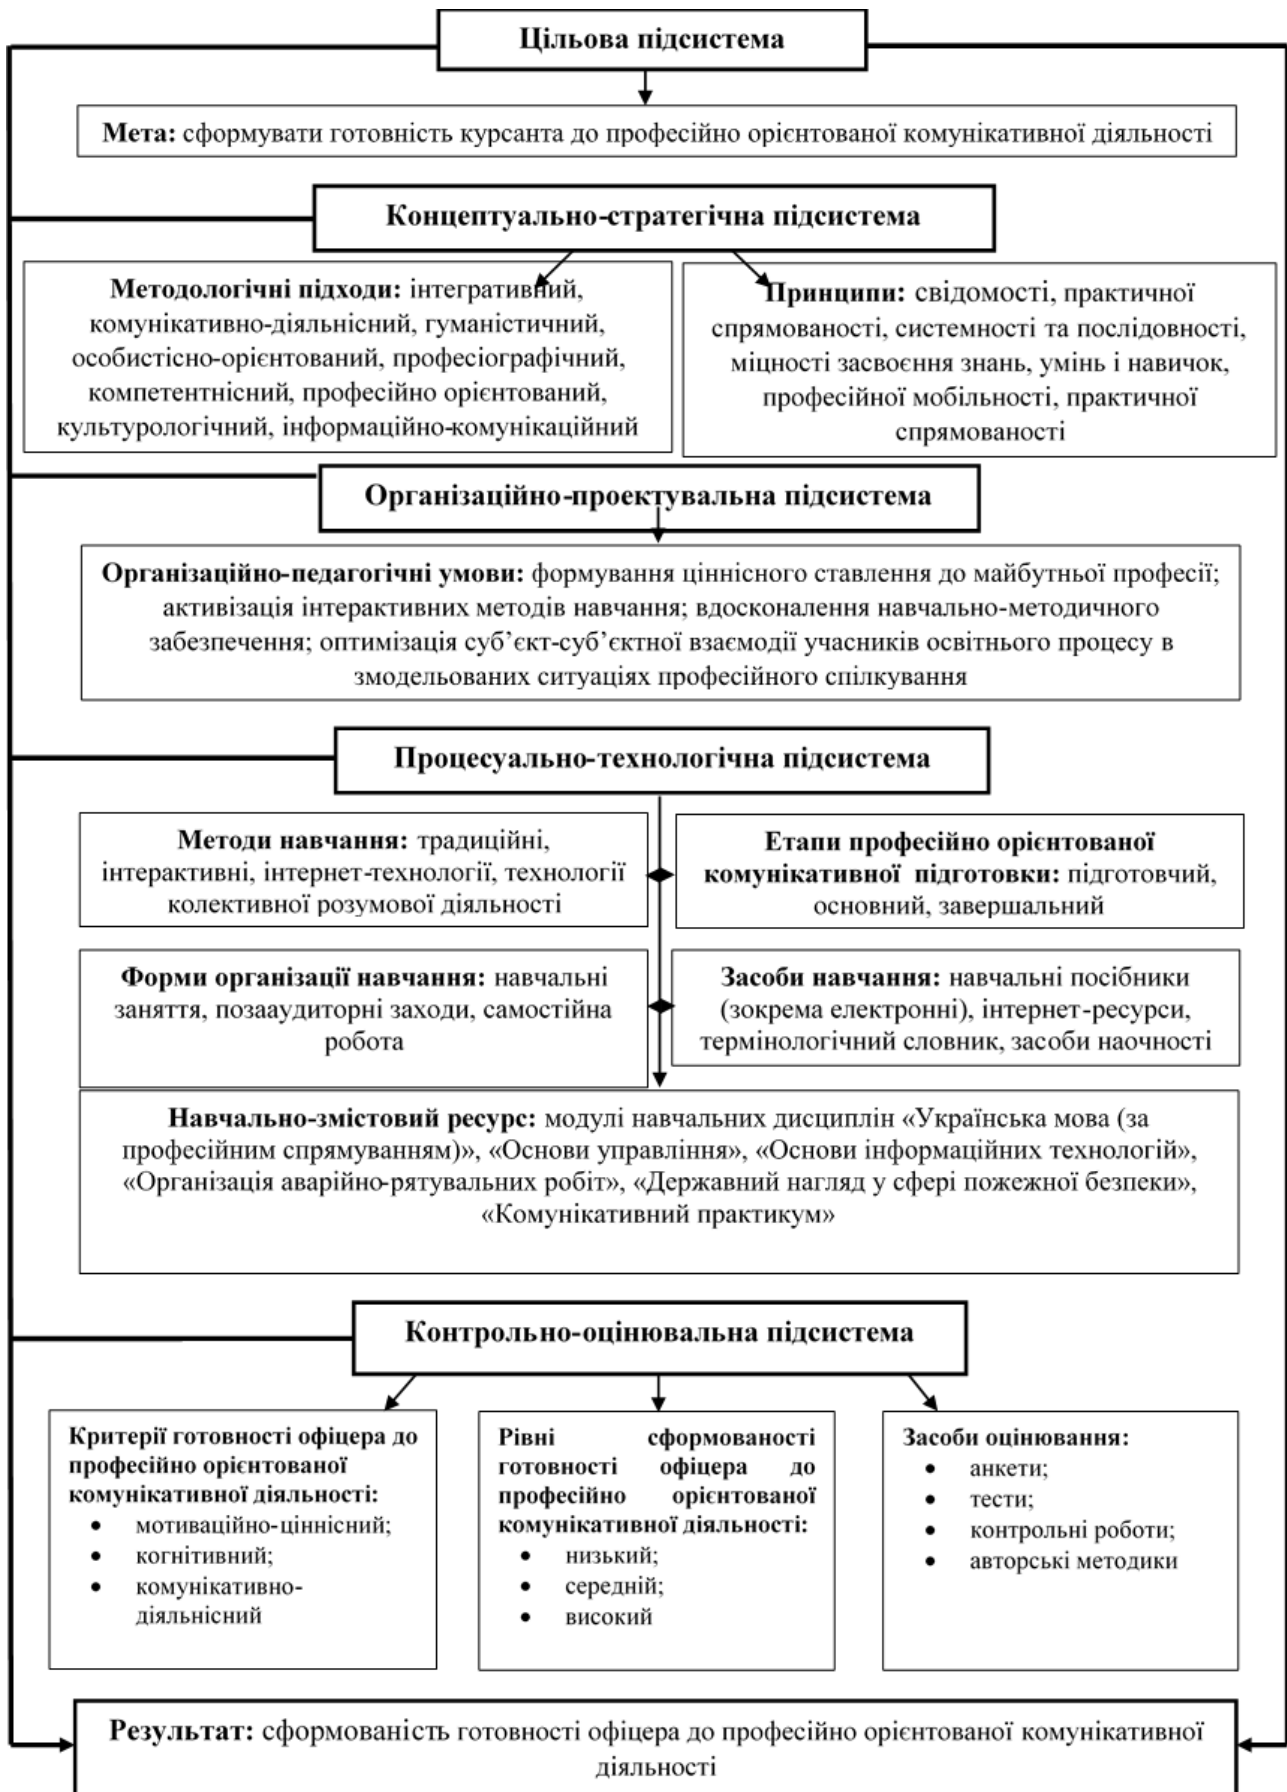 Цільова підсистема
Мета: сформувати готовність курсанта до професійно орієнтованої комунікативної діяльності
Концептуально-стратегічна підсистема
Методологічні підходи: інтегративний,
комунікативно-діяльнісний, гуманістичний,
особистісно-орієнтований, професіографічний,
компетентнісний, професійно орієнтований,
культурологічний, інформаційно-комунікаційний
Принципи: свідомості, практичної
спрямованості, системності та послідовності,
міцності засвоєння знань, умінь і навичок,
професійної мобільності, практичної
спрямованості
Організаційно-проектувальна підсистема
Організаційно-педагогічні умови: формування ціннісного ставлення до майбутньої професії;
активізація інтерактивних методів навчання; вдосконалення навчально-методичного
забезпечення; оптимізація суб’єкт-суб’єктної взаємодії учасників освітнього процесу в
змодельованих ситуаціях професійного спілкування
Процесуально-технологічна підсистема
Методи навчання: традиційні,
інтерактивні, інтернет-технології, технології
колективної розумової діяльності
Етапи професійно орієнтованої
комунікативної підготовки: підготовчий,
основний, завершальний
Форми організації навчання: навчальні
заняття, позааудиторні заходи, самостійна
робота
Засоби навчання: навчальні посібники
(зокрема електронні), інтернет-ресурси,
термінологічний словник, засоби наочності
Навчально-змістовий ресурс: модулі навчальних дисциплін «Українська мова (за
професійним спрямуванням)», «Основи управління», «Основи інформаційних технологій»,
«Організація аварійно-рятувальних робіт», «Державний нагляд у сфері пожежної безпеки»,
«Комунікативний практикум»
Контрольно-оцінювальна підсистема
Критерії готовності офіцера до
професійно орієнтованої
комунікативної діяльності:
• мотиваційно-ціннісний;
• когнітивний;
• комунікативно-
діяльнісний
Рівні сформованості
готовності офіцера до
професійно орієнтованої
комунікативної діяльності:
• низький;
• середній;
• високий
Засоби оцінювання:
• анкети;
• тести;
• контрольні роботи;
• авторські методики
Результат: сформованість готовності офіцера до професійно орієнтованої комунікативної
діяльності